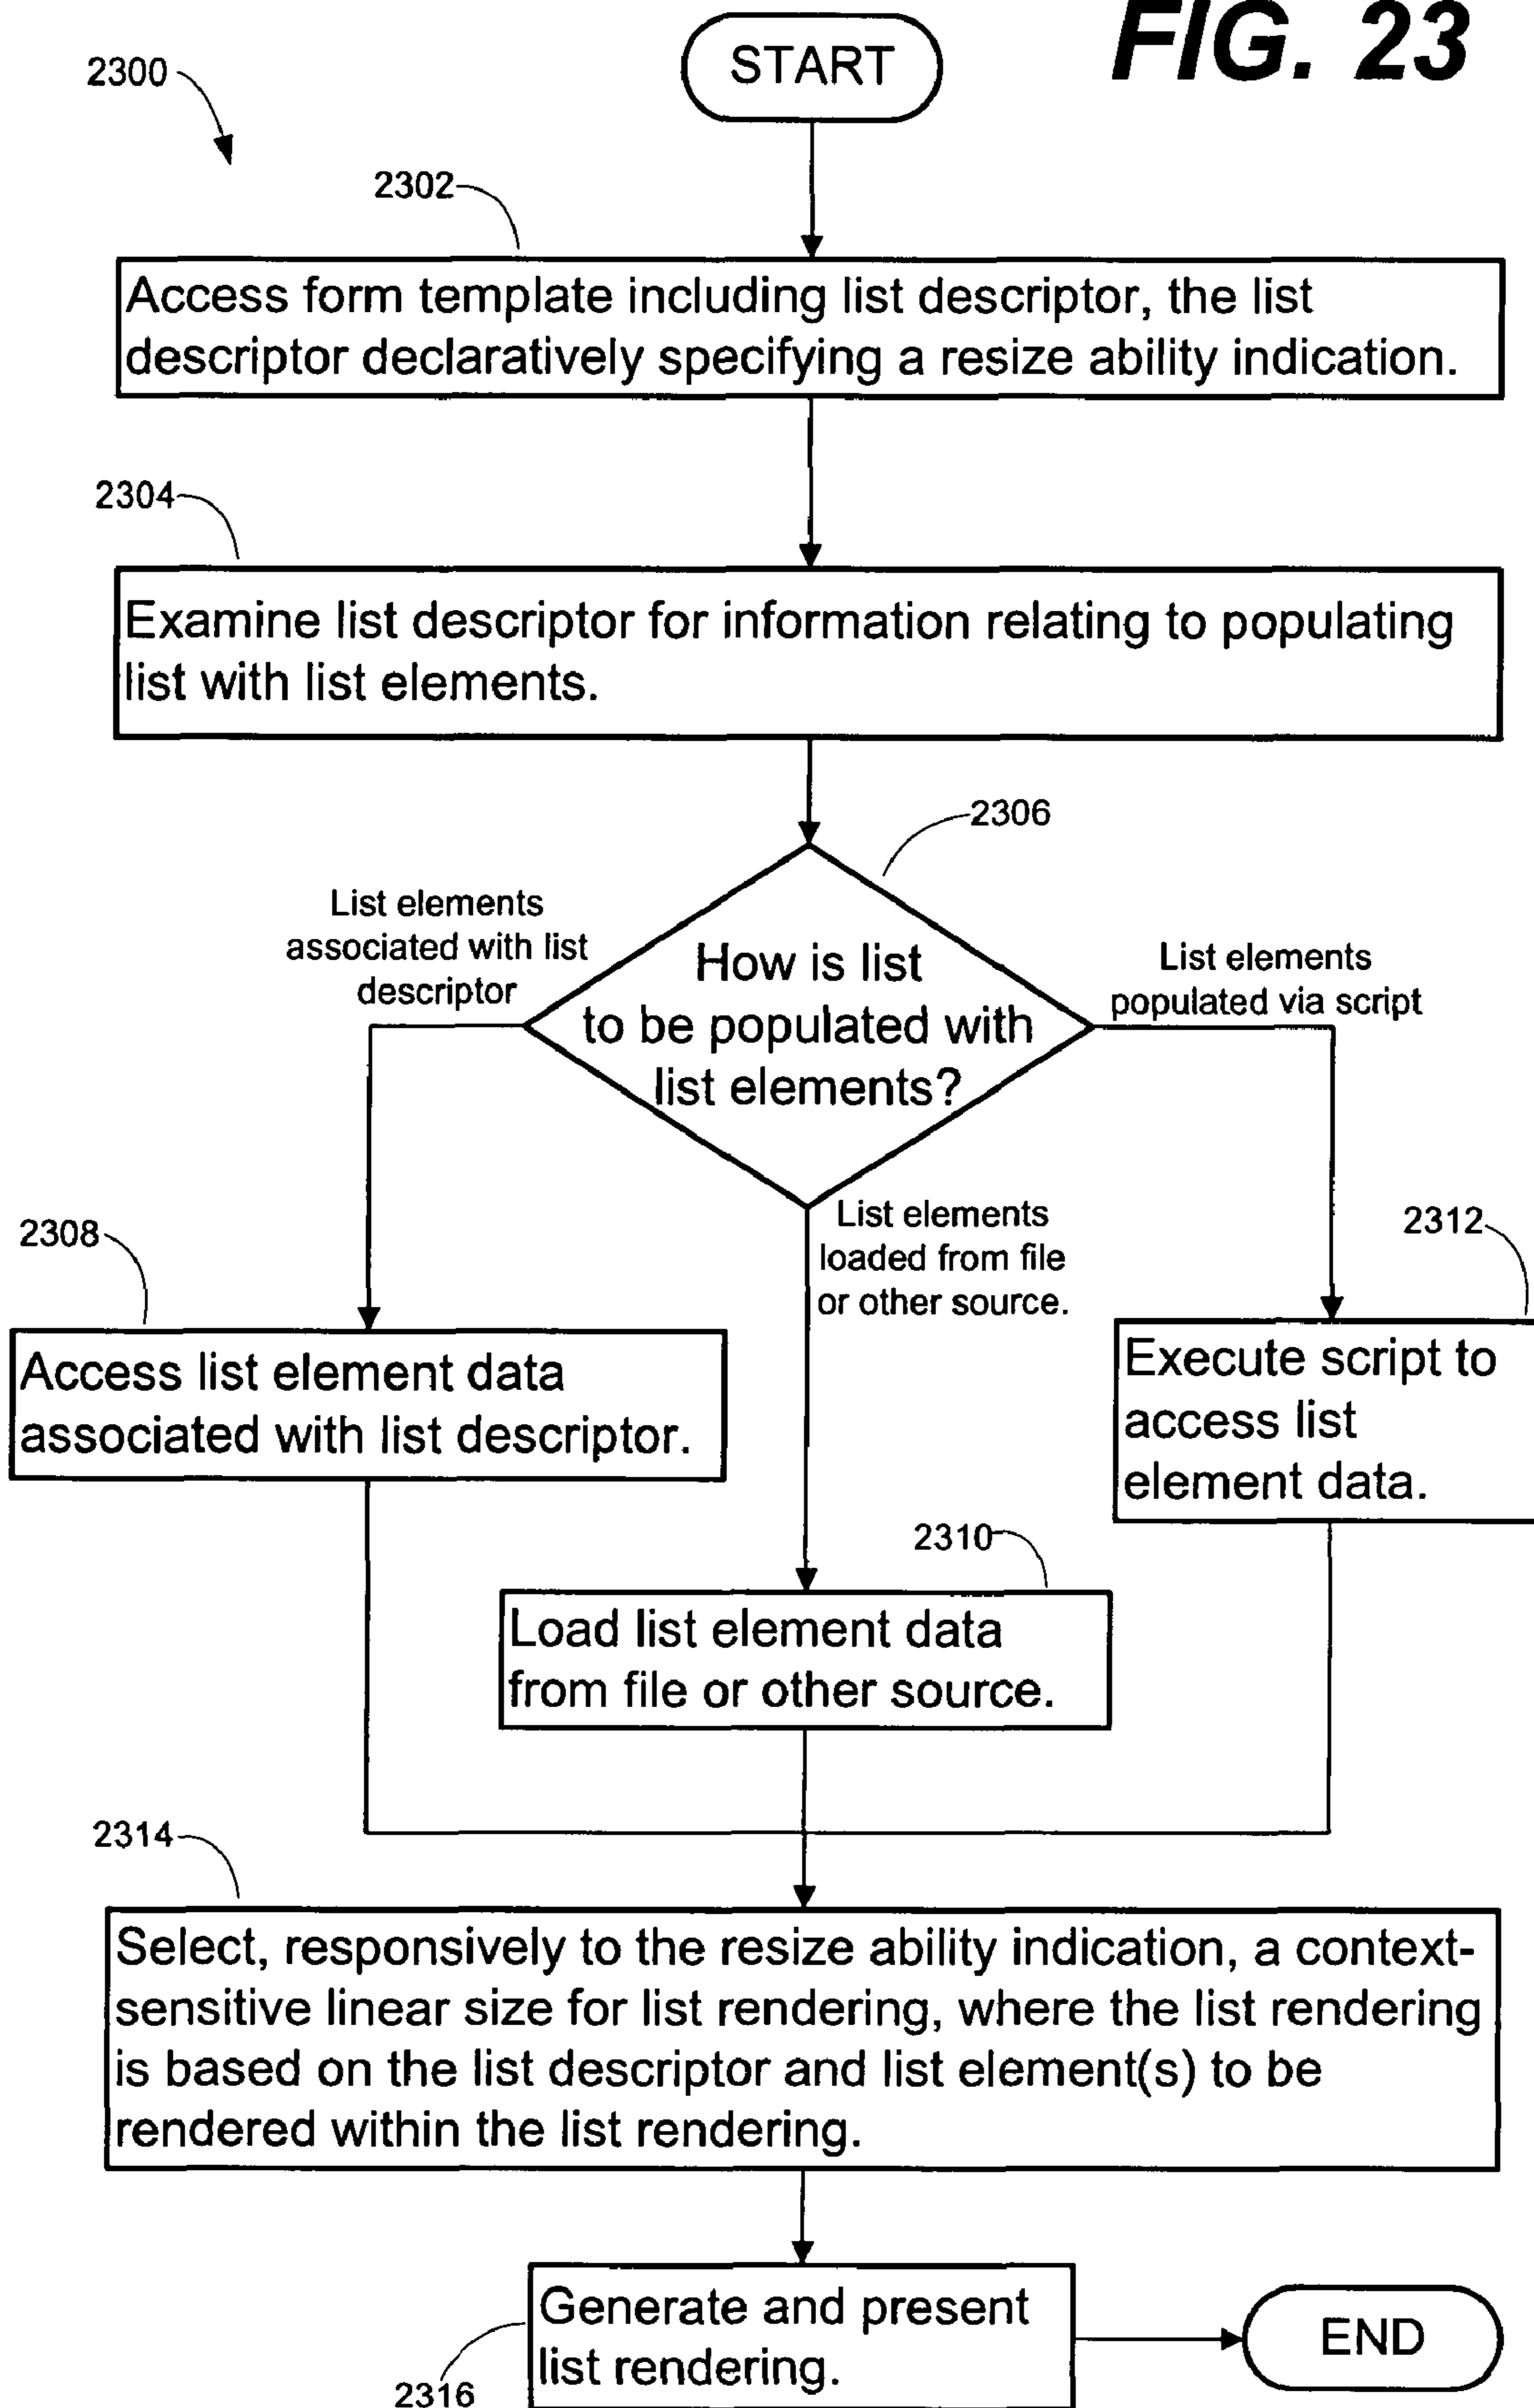 FIG. 23
START
2300
2302
Access form template including list descriptor, the list
descriptor declaratively specifying a resize ability indication.
2304
Examine list descriptor for information relating to populating
list with list elements.
2306
List elements
associated with list
descriptor
How is list
to be populated with
list elements?
List elements
populated via script
List elements
loaded from file
or other source.
2308
Access list element data
associated with list descriptor.
2312
Execute script to
access list
element data.
2310
Load list element data
from file or other source.
2314
Select, responsively to the resize ability indication, a context-
sensitive linear size for list rendering, where the list rendering
is based on the list descriptor and list element(s) to be
rendered within the list rendering.
Generate and present
list rendering.
2316
END